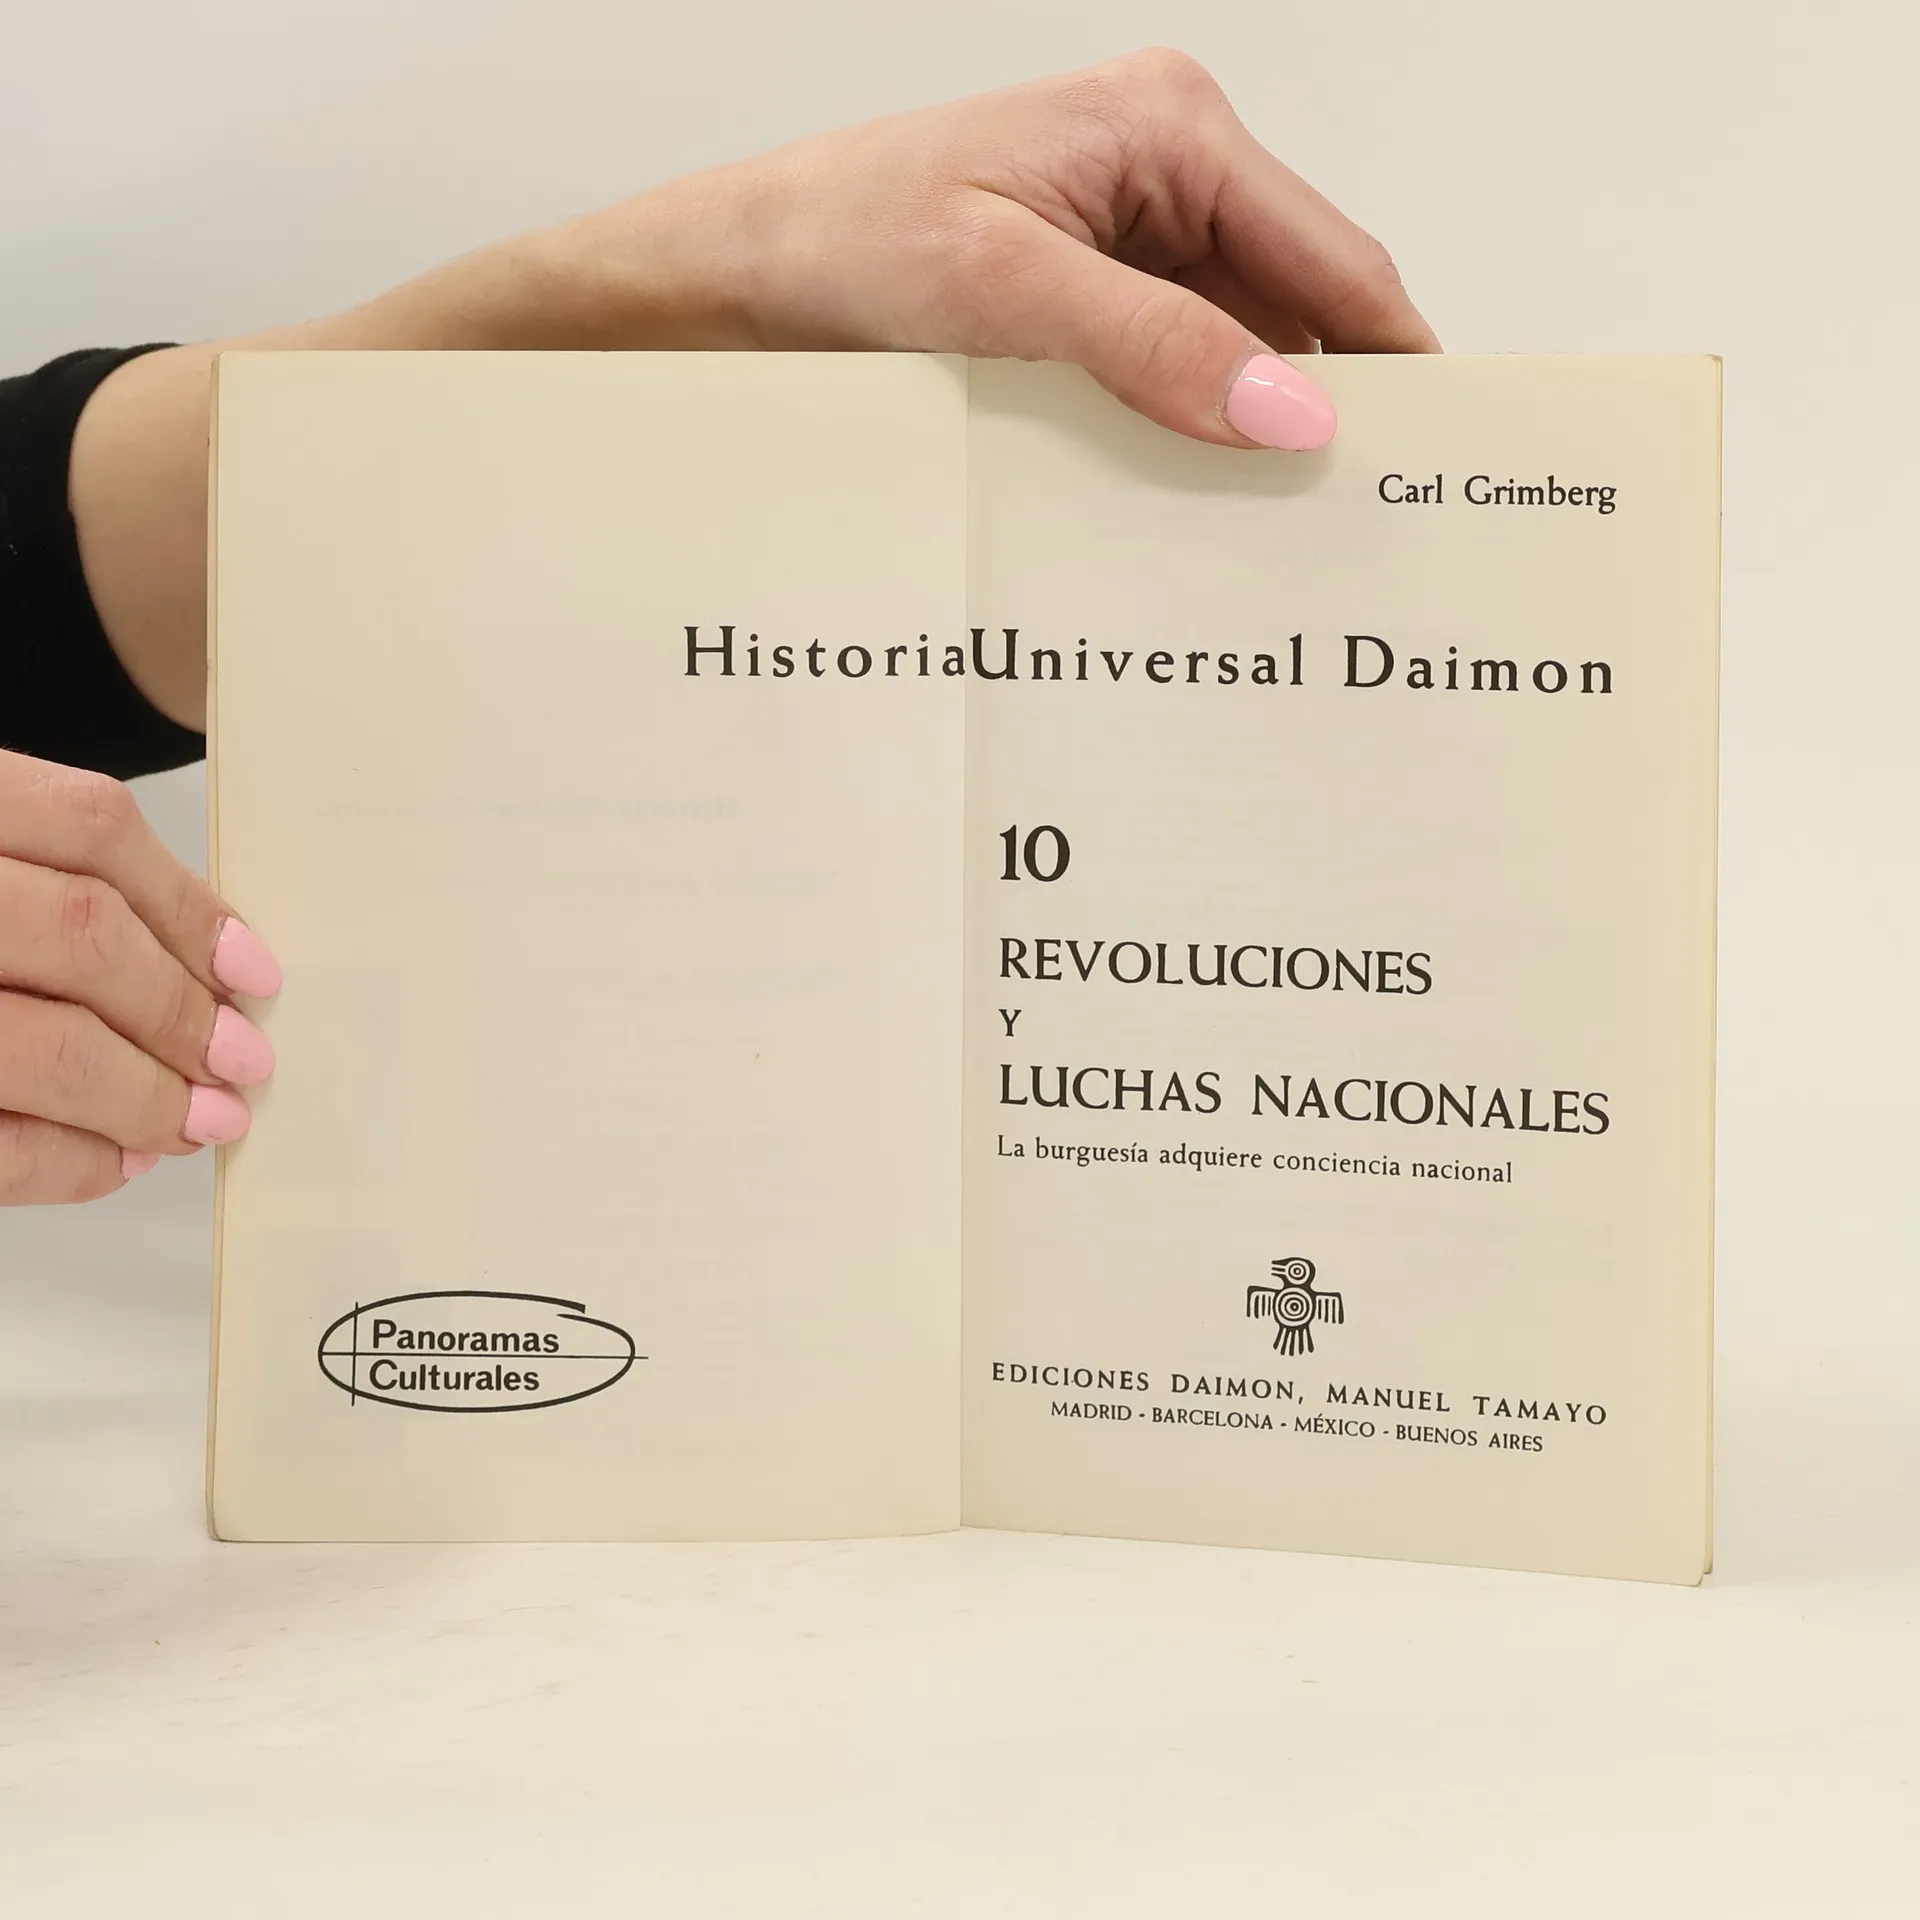 Carl Grimberg
Historia Universal Daimon
10
REVOLUCIONES
Y
LUCHAS NACIONALES
La burguesía adquiere conciencia nacional
Panoramas
Culturales
EDICIONES DAIMON, MANUEL TAMAYO
MADRID - BARCELONA - MÉXICO - BUENOS AIRES